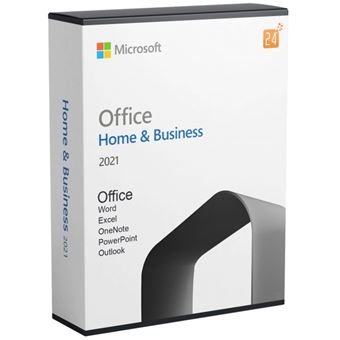 Microsoft
24
Office
Home & Business
2021
Office
Word
Excel
OneNote
PowerPoint
Outlook
Home & Business 2021